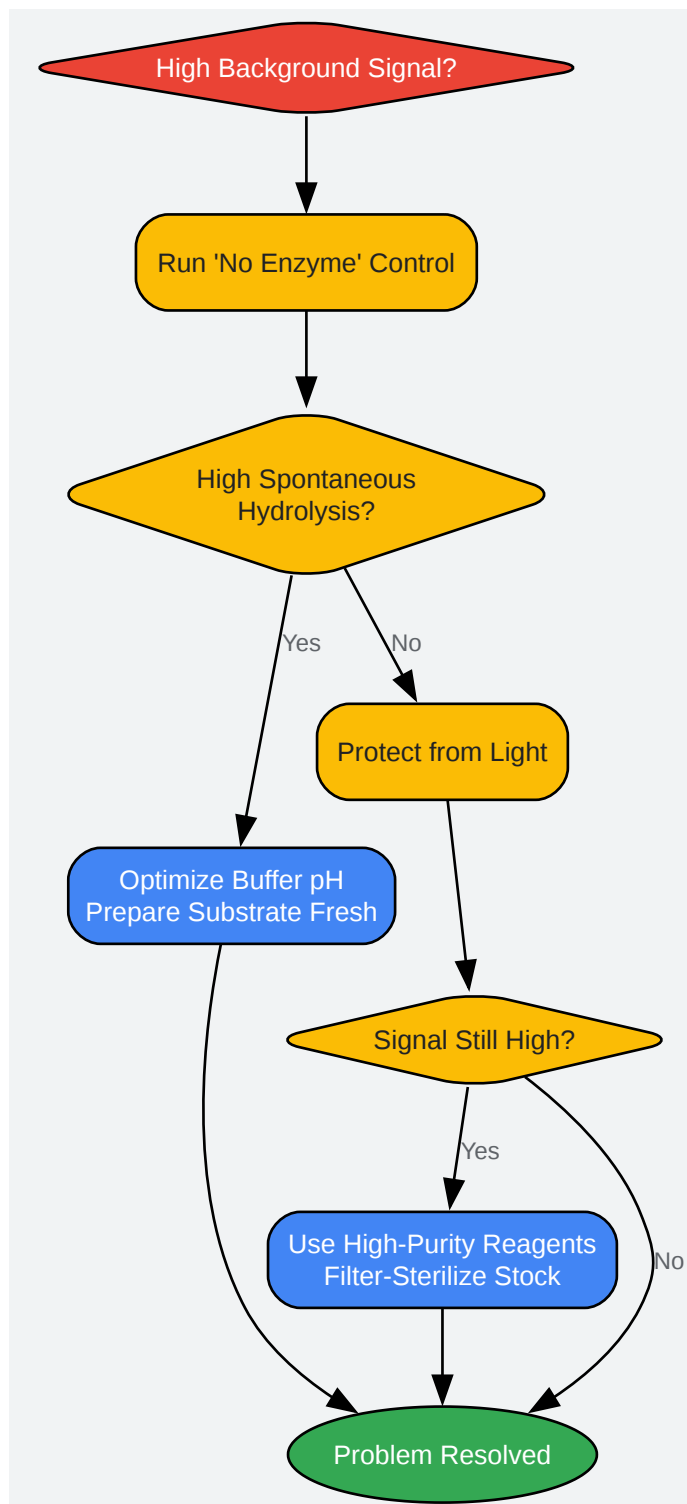 High Background Signal?
Run 'No Enzyme' Control
High Spontaneous
Hydrolysis?
Yes
No
Protect from Light
Optimize Buffer pH
Prepare Substrate Fresh
Signal Still High?
Yes
Use High-Purity Reagents
Filter-Sterilize Stock
No
Problem Resolved